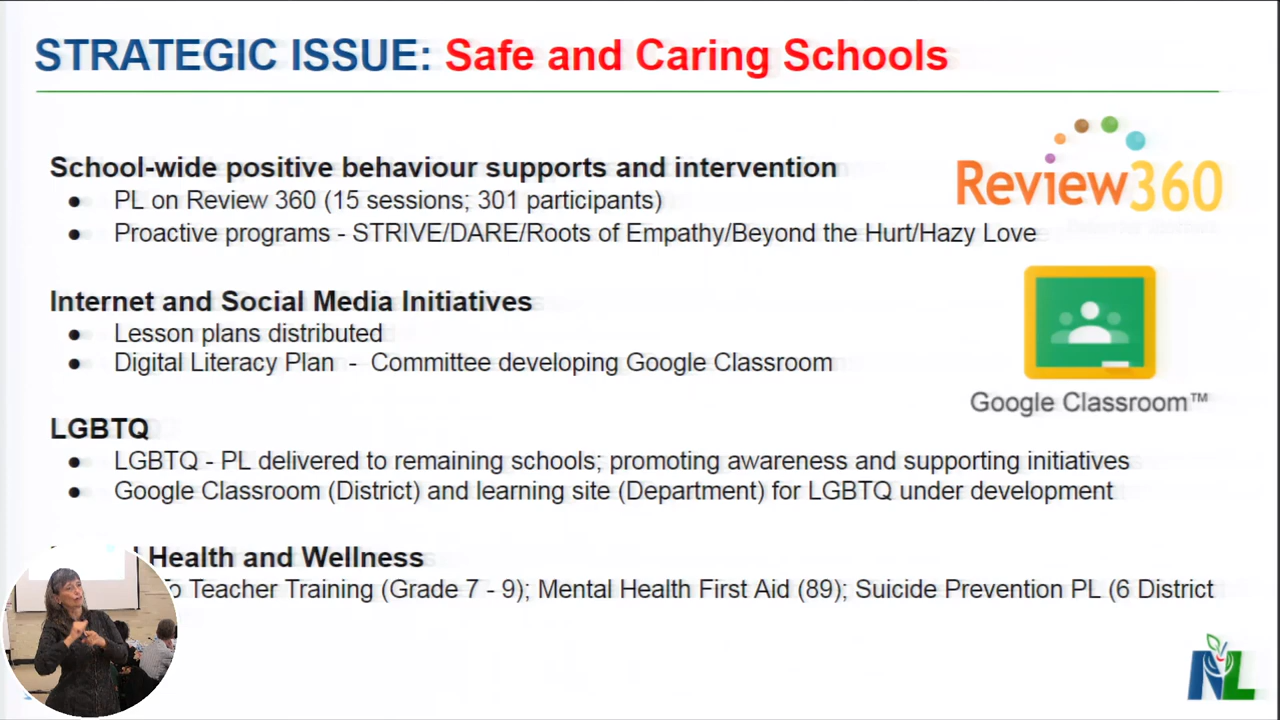 STRATEGIC ISSUE: Safe and Caring Schools
School-wide positive behaviour supports and intervention
● PL on Review 360 (15 sessions; 301 participants)
● Proactive programs - STRIVE/DARE/Roots of Empathy/Beyond the Hurt/Hazy Love
Review360
Internet and Social Media Initiatives
● Lesson plans distributed
● Digital Literacy Plan - Committee developing Google Classroom
Google Classroom™
LGBTQ
● LGBTQ - PL delivered to remaining schools; promoting awareness and supporting initiatives
● Google Classroom (District) and learning site (Department) for LGBTQ under development
Health and Wellness
Teacher Training (Grade 7 - 9); Mental Health First Aid (89); Suicide Prevention PL (6 District
NL